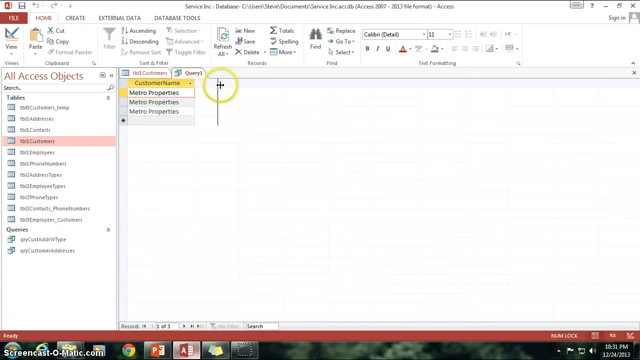 Service Inc : Database- C:\Users\Steve\Documents\Service Inc.accdb (Access 2007 - 2013 file format) - Access
Sign in
FILE HOME CREATE EXTERNAL DATA DATABASE TOOLS
View
Paste
Cut
Copy
Format Painter
Filter
Ascending
Descending
Remove Sort
Selection
Advanced
Toggle Filter
Refresh All
New
Save
Delete
Totals
Spelling
More
Find
Replace
Go To
Select
Calibri (Detail)
11
B I U
Views
Clipboard
Sort & Filter
Records
Find
Text Formatting
All Access Objects
Tables
tbl0Customers_temp
tbl1Addresses
tbl1Contacts
tbl1Customers
tbl1Employees
tbl1PhoneNumbers
tbl2AddressTypes
tbl2EmployeeTypes
tbl2PhoneTypes
tbl3Contacts_PhoneNumbers
tbl3Employees_Customers
Queries
qryCustAddrWType
qryCustomerAddresses
tbl1Customers
Query1
CustomerName
Metro Properties
Metro Properties
Metro Properties
Record: 1 of 3 No Filter Search
Ready
NUM LOCK
SQL
10:31 PM
12/24/2013
Screencast-O-Matic.com